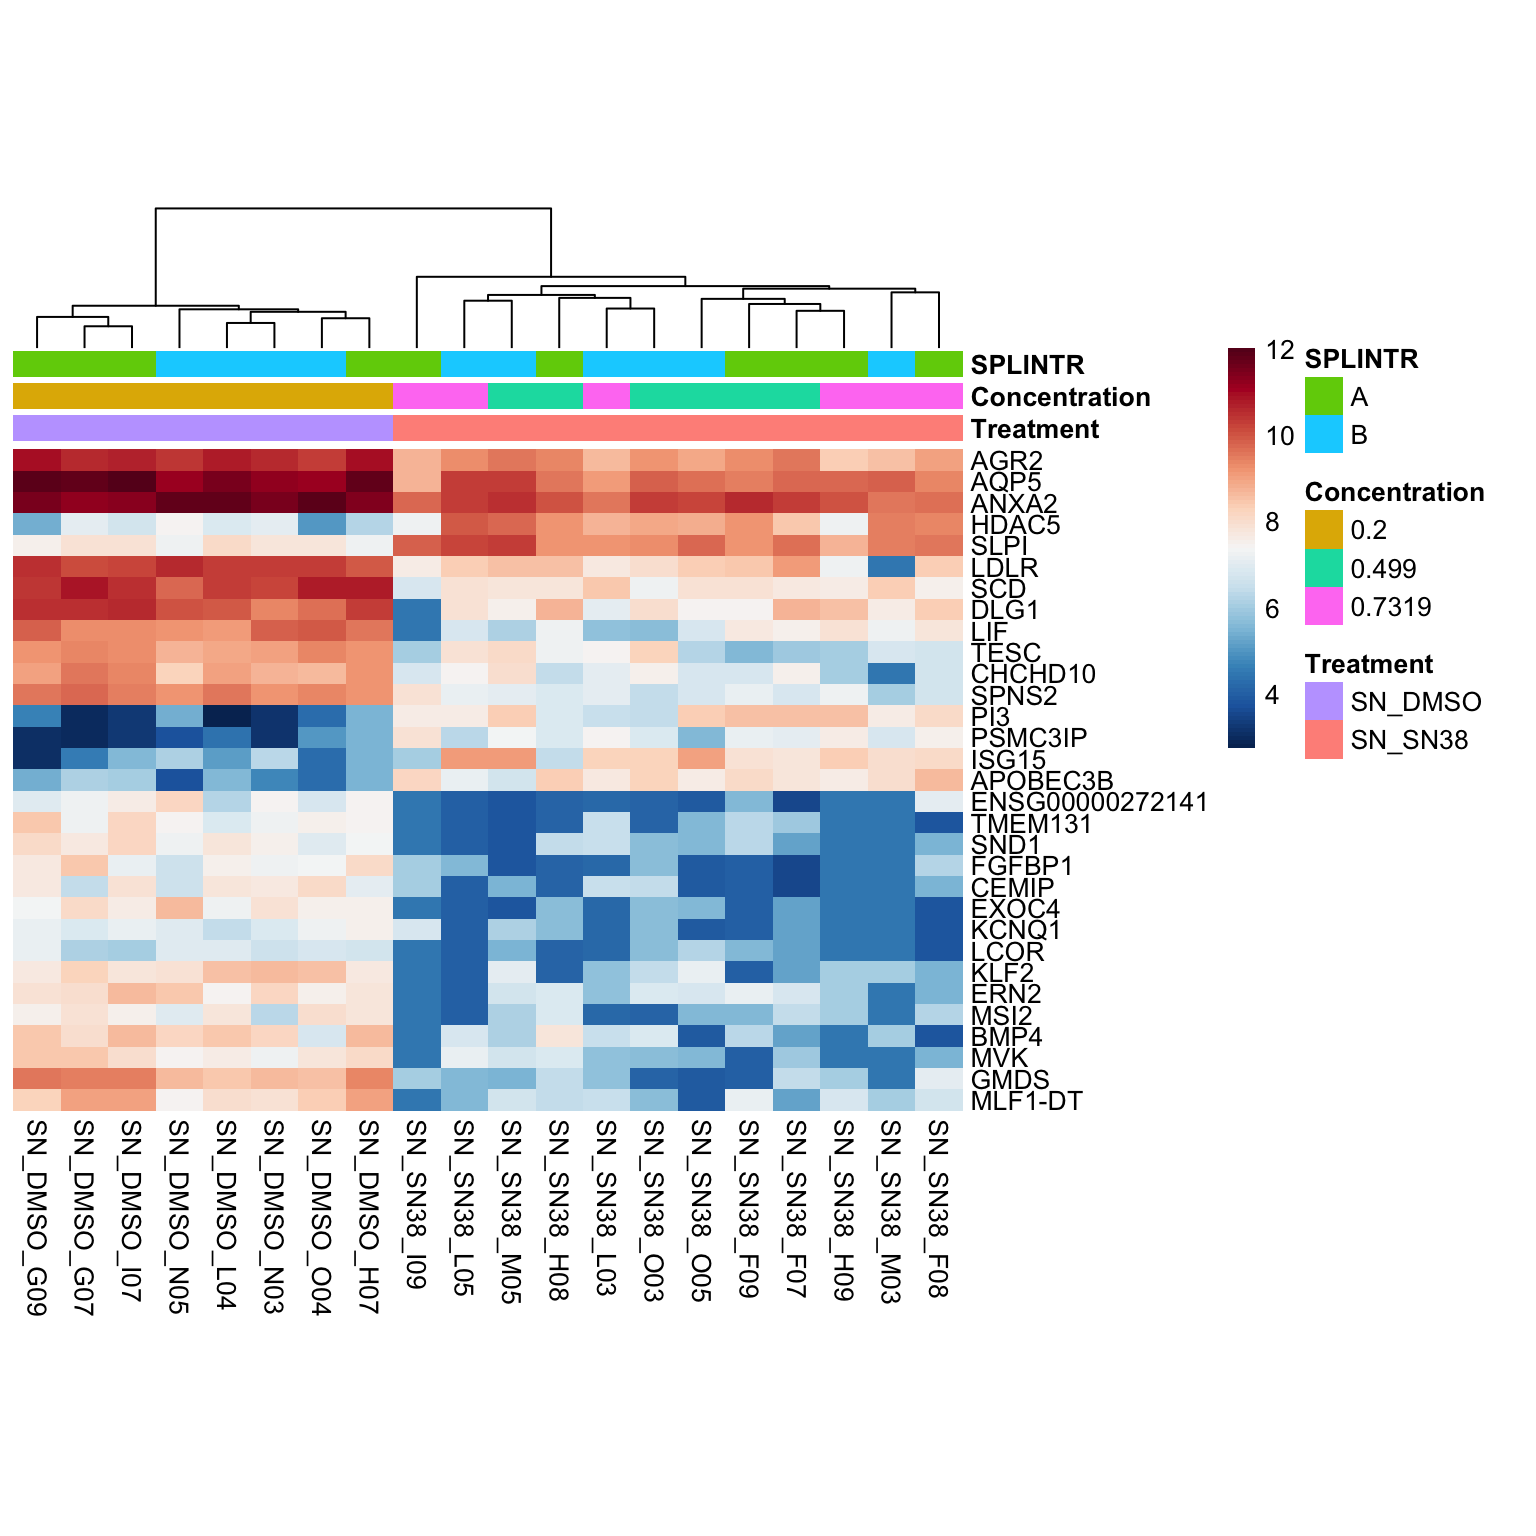 SPLINTR
Concentration
Treatment
AGR2
AQP5
ANXA2
HDAC5
SLPI
LDLR
SCD
DLG1
LIF
TESC
CHCHD10
SPNS2
PI3
PSMC3IP
ISG15
APOBEC3B
ENSG00000272141
TMEM131
SND1
FGFBP1
CEMIP
EXOC4
KCNQ1
LCOR
KLF2
ERN2
MSI2
BMP4
MVK
GMDS
MLF1-DT
SN_DMSO_G09
SN_DMSO_G07
SN_DMSO_I07
SN_DMSO_N05
SN_DMSO_L04
SN_DMSO_N03
SN_DMSO_O04
SN_DMSO_H07
SN_SN38_I09
SN_SN38_L05
SN_SN38_M05
SN_SN38_H08
SN_SN38_L03
SN_SN38_O03
SN_SN38_O05
SN_SN38_F09
SN_SN38_F07
SN_SN38_H09
SN_SN38_M03
SN_SN38_F08
12
10
8
6
4
SPLINTR
A
B
Concentration
0.2
0.499
0.7319
Treatment
SN_DMSO
SN_SN38